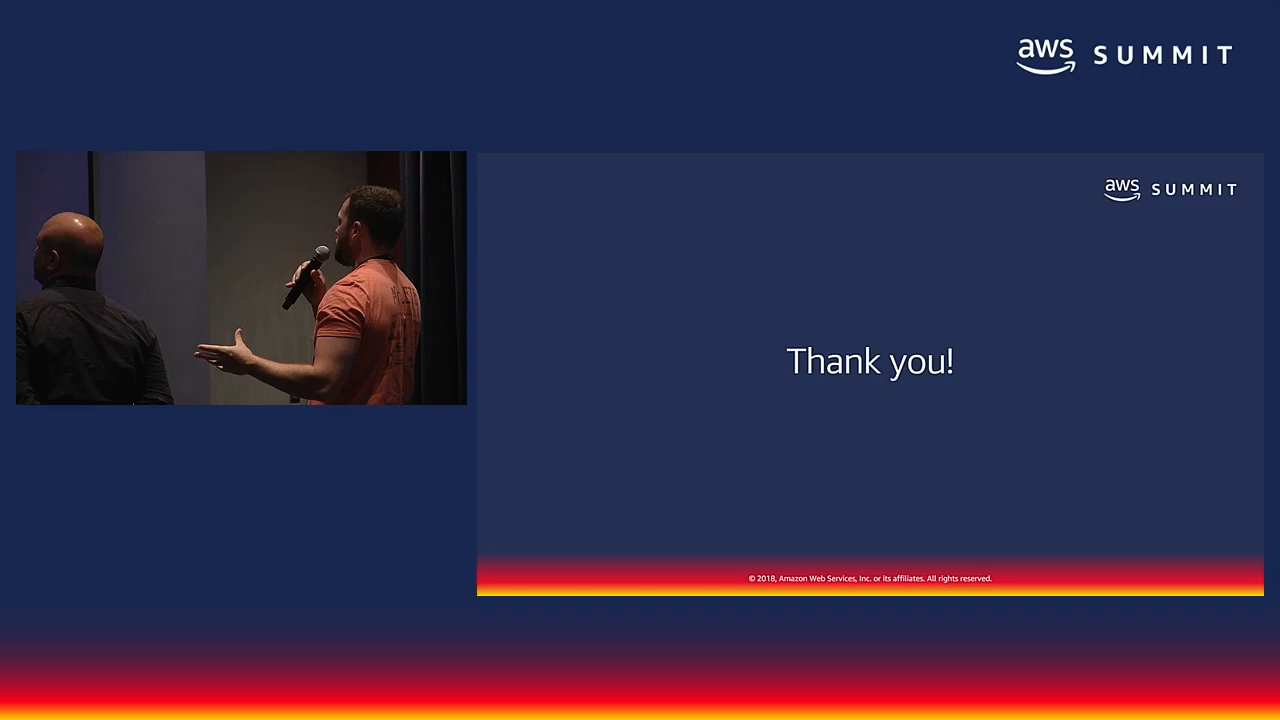 aws SUMMIT
aws SUMMIT
Thank you!
© 2018, Amazon Web Services, Inc. or its affiliates. All rights reserved.